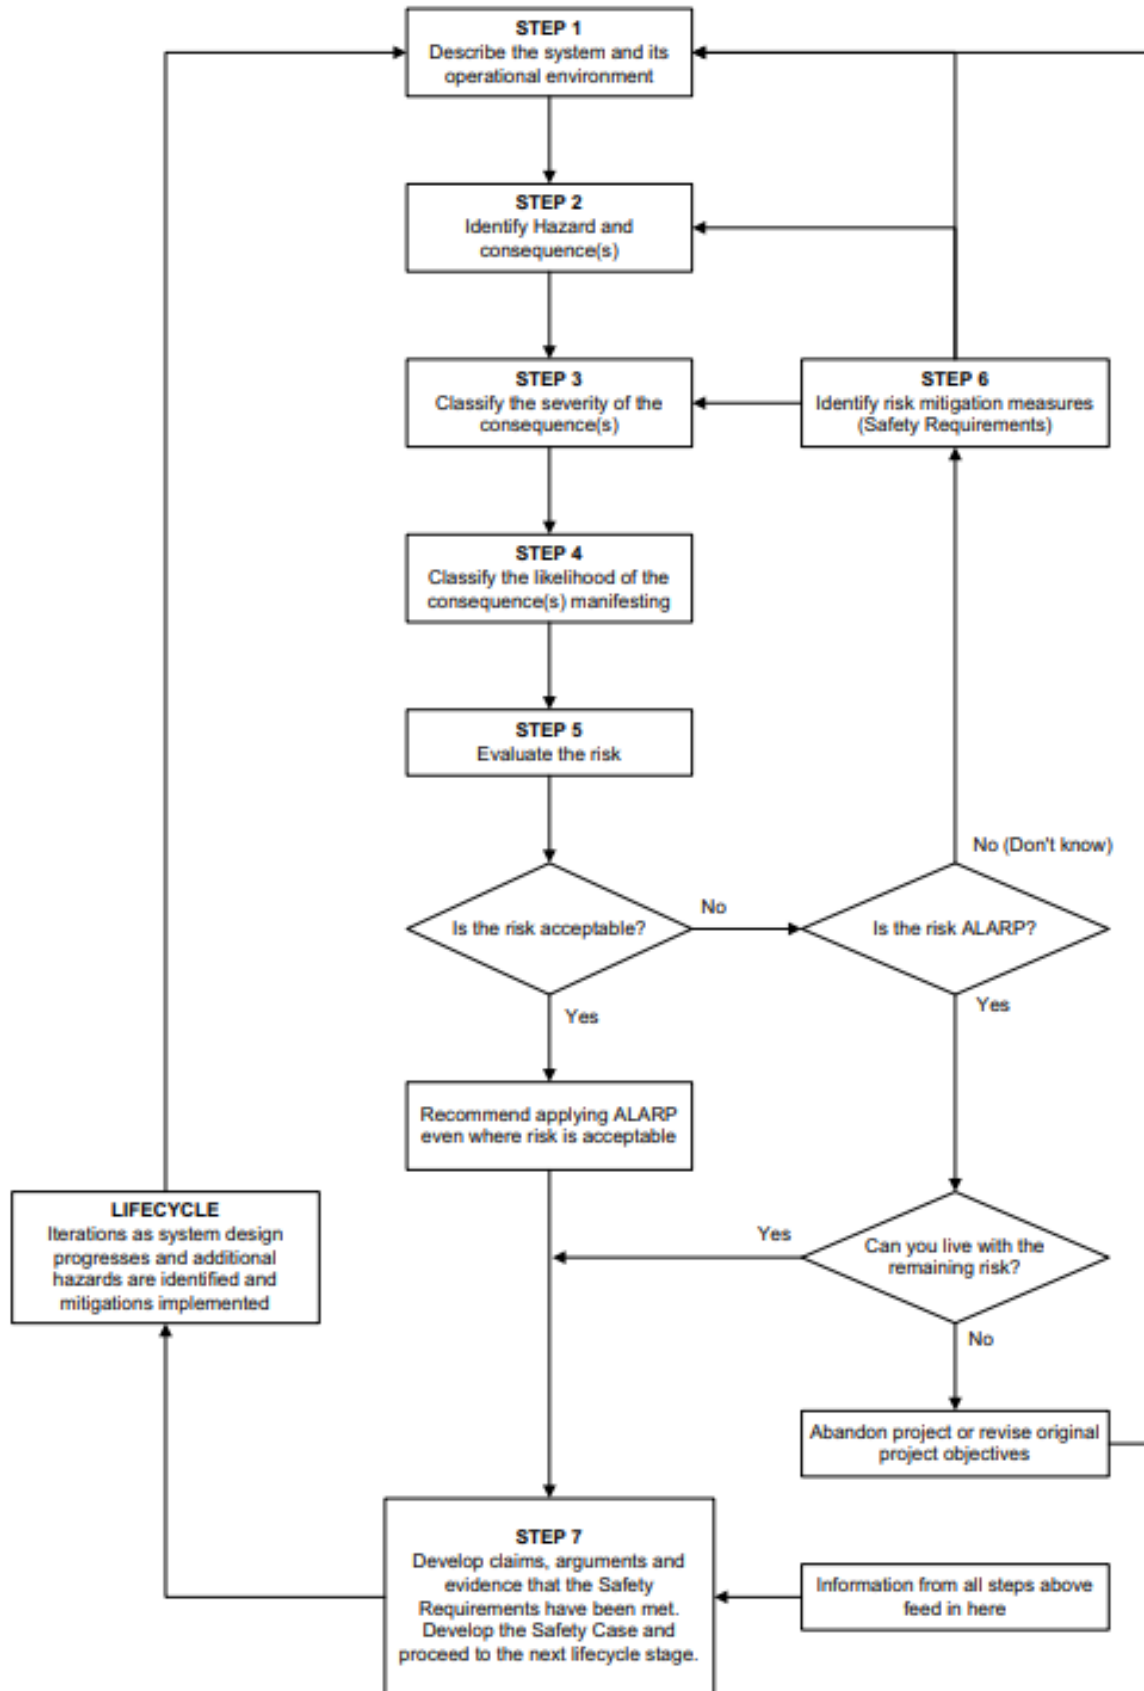 STEP 1
Describe the system and its
operational environment
STEP 2
Identify Hazard and
consequence(s)
STEP 3
Classify the severity of the
consequence(s)
STEP 6
Identify risk mitigation measures
(Safety Requirements)
STEP 4
Classify the likelihood of the
consequence(s) manifesting
STEP 5
Evaluate the risk
No (Don't know)
Is the risk acceptable?
No
Is the risk ALARP?
Yes
Yes
Recommend applying ALARP
even where risk is acceptable
LIFECYCLE
Iterations as system design
progresses and additional
hazards are identified and
mitigations implemented
Yes
Can you live with the
remaining risk?
No
Abandon project or revise original
project objectives
STEP 7
Develop claims, arguments and
evidence that the Safety
Requirements have been met.
Develop the Safety Case and
proceed to the next lifecycle stage.
Information from all steps above
feed in here